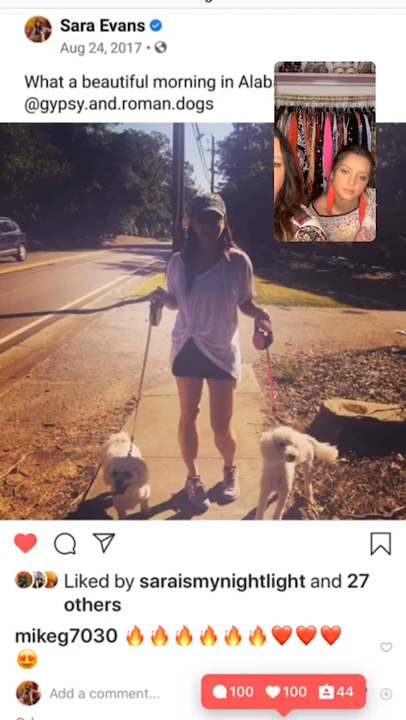 Sara Evans
Aug 24, 2017 •
What a beautiful morning in Alab
@gypsy.and.roman.dogs
Liked by saraismynightlight and 27
others
mikeg7030 🔥🔥🔥🔥🔥🔥❤️❤️❤️
😍
Add a comment...
100 100 44